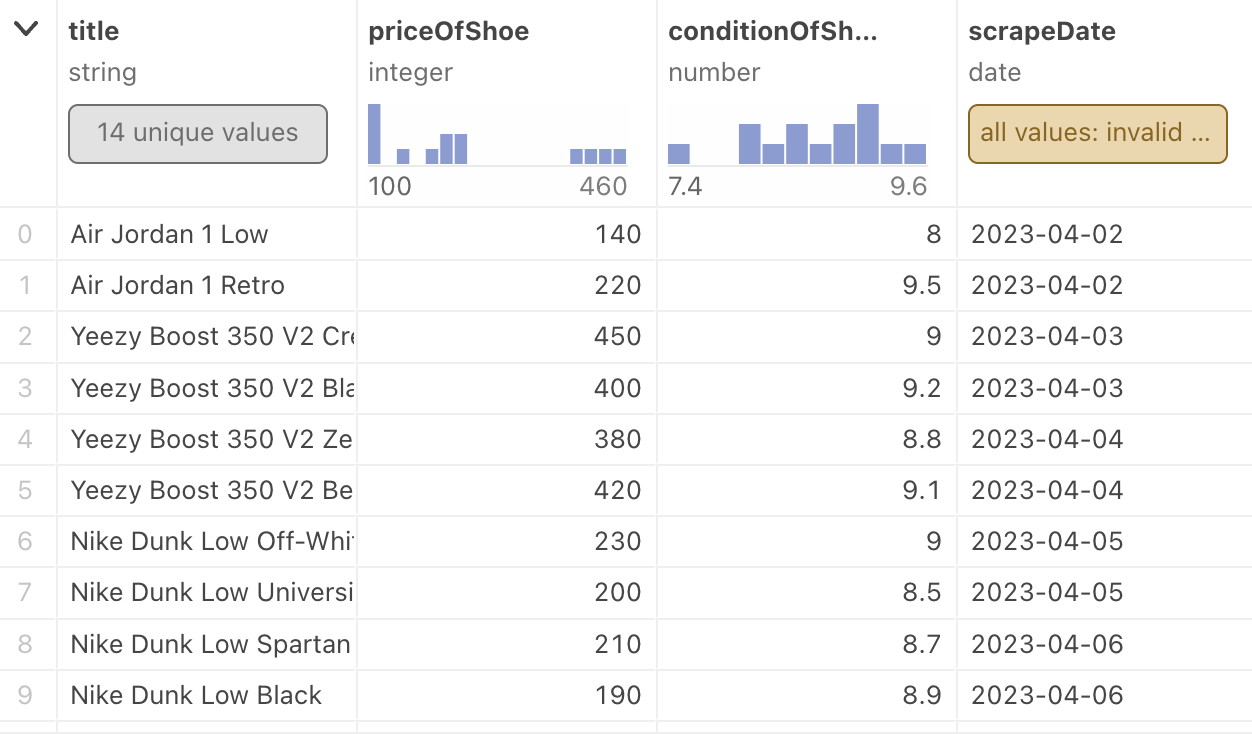 title priceOfShoe conditionOfSh... scrapeDate
string integer number date
14 unique values all values: invalid ...
100 460 7.4 9.6
0 Air Jordan 1 Low 140 8 2023-04-02
1 Air Jordan 1 Retro 220 9.5 2023-04-02
2 Yeezy Boost 350 V2 Cre 450 9 2023-04-03
3 Yeezy Boost 350 V2 Bla 400 9.2 2023-04-03
4 Yeezy Boost 350 V2 Ze 380 8.8 2023-04-04
5 Yeezy Boost 350 V2 Be 420 9.1 2023-04-04
6 Nike Dunk Low Off-Whit 230 9 2023-04-05
7 Nike Dunk Low Universi 200 8.5 2023-04-05
8 Nike Dunk Low Spartan 210 8.7 2023-04-06
9 Nike Dunk Low Black 190 8.9 2023-04-06